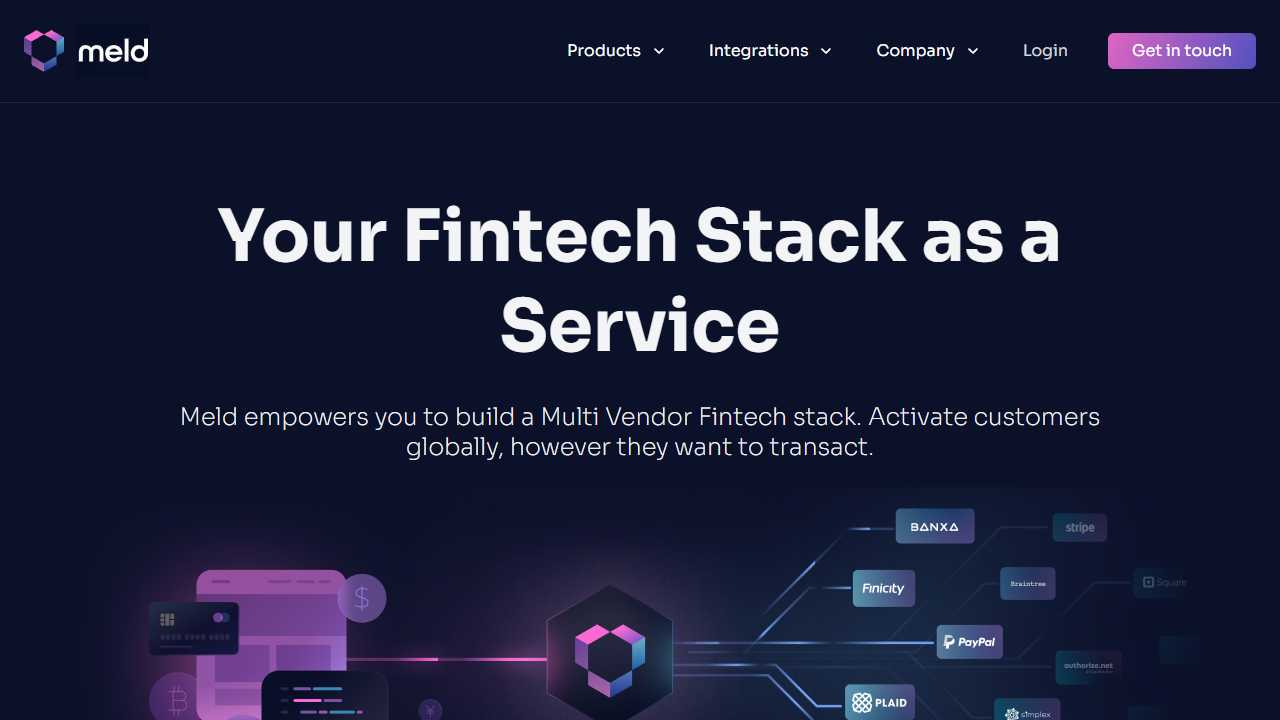 meld
Products
Integrations
Company
Login
Get in touch
Your Fintech Stack as a
Service
Meld empowers you to build a Multi Vendor Fintech stack. Activate customers
globally, however they want to transact.
BANXA
stripe
Finicity
Braintree
Square
PayPal
authorize.net
PLAID
simplex